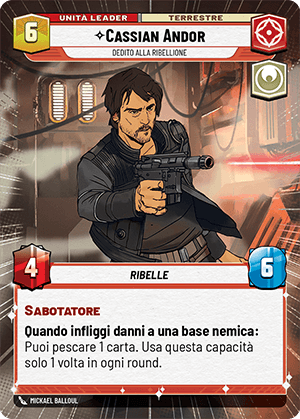 6
UNITÀ LEADER
TERRESTRE
CASSIAN ANDOR
DEDITO ALLA RIBELLIONE
4
RIBELLE
6
SABOTATORE
Quando infliggi danni a una base nemica:
Puoi pescare 1 carta. Usa questa capacità
solo 1 volta in ogni round.
MICKAEL BALLOUL